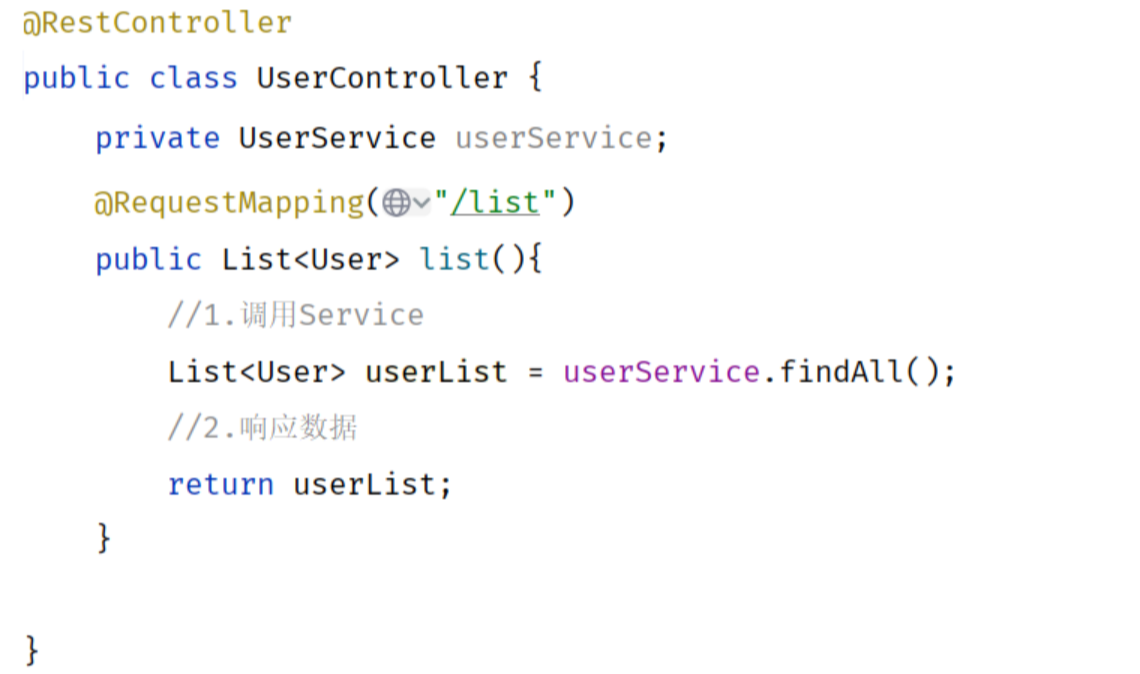 @RestController
public class UserController {
private UserService userService;
@RequestMapping("/list")
public List<User> list(){
//1.调用Service
List<User> userList = userService.findAll();
//2.响应数据
return userList;
}
}